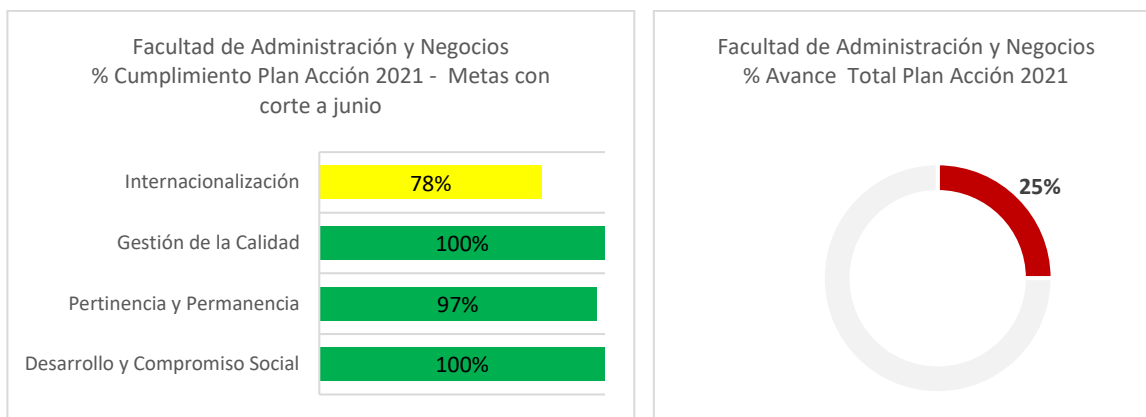 Facultad de Administración y Negocios
% Cumplimiento Plan Acción 2021 - Metas con
corte a junio
Internacionalización
78%
Gestión de la Calidad
100%
Pertinencia y Permanencia
97%
Desarrollo y Compromiso Social
100%
Facultad de Administración y Negocios
% Avance Total Plan Acción 2021
25%